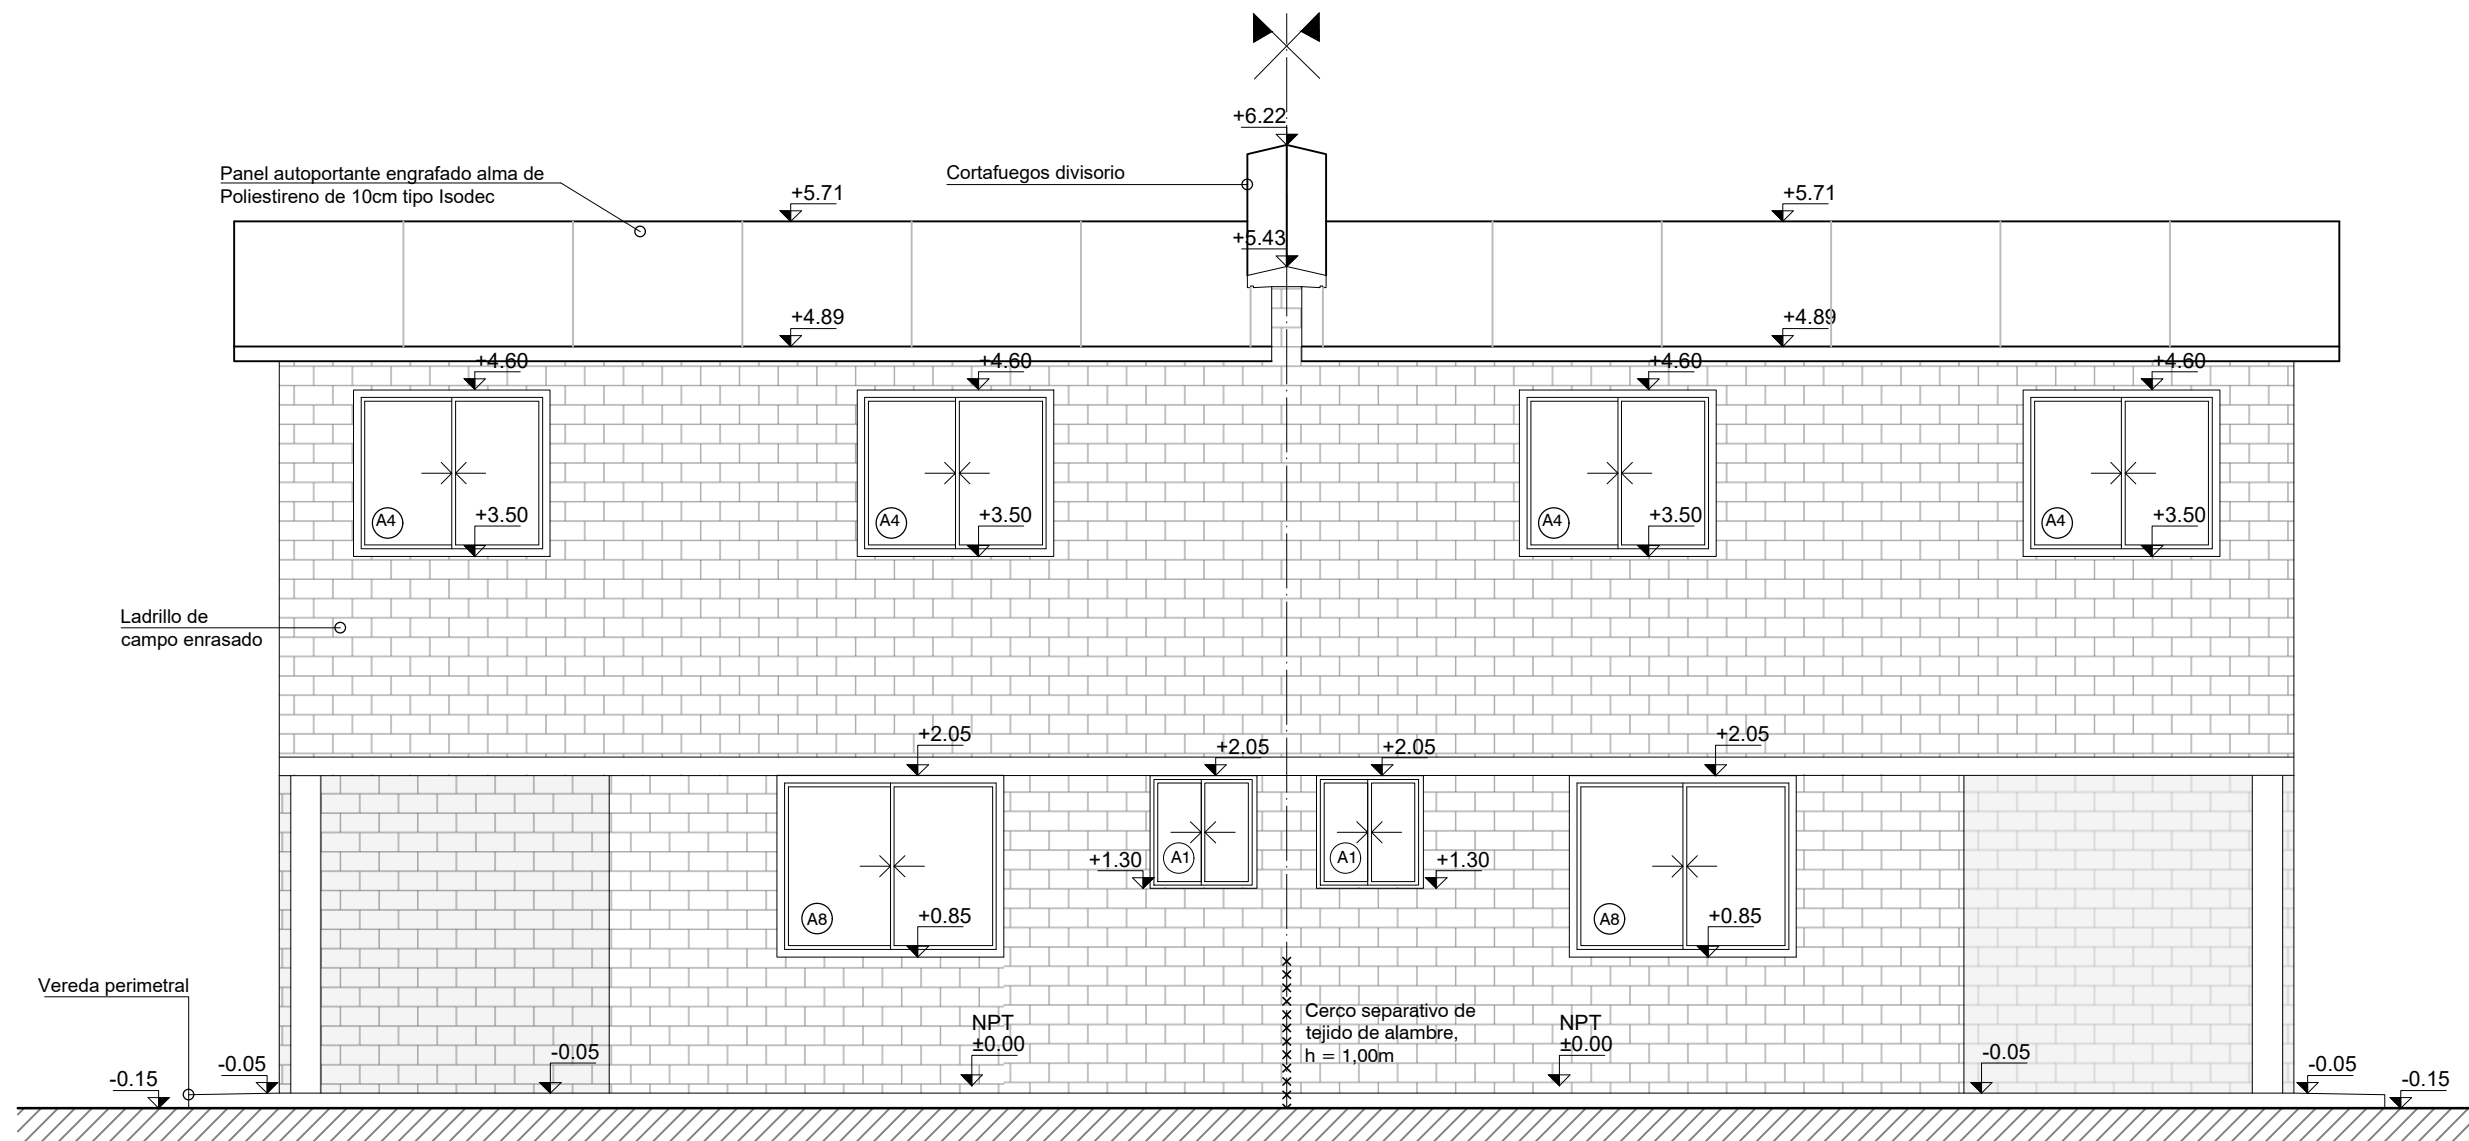 +6.22
Panel autoportante engrafado alma de
Poliestireno de 10cm tipo Isodec
Cortafuegos divisorio
+5.71
+5.71
+5.43
+4.89
+4.89
+4.60
+4.60
+4.60
+4.60
A4
+3.50
A4
+3.50
A4
+3.50
A4
+3.50
Ladrillo de
campo enrasado
+2.05
+2.05
+2.05
+2.05
+1.30
A1
A1
+1.30
A8
+0.85
A8
+0.85
Vereda perimetral
NPT
±0.00
Cerco separativo de
tejido de alambre,
h = 1,00m
NPT
±0.00
-0.15
-0.05
-0.05
-0.05
-0.05
-0.15